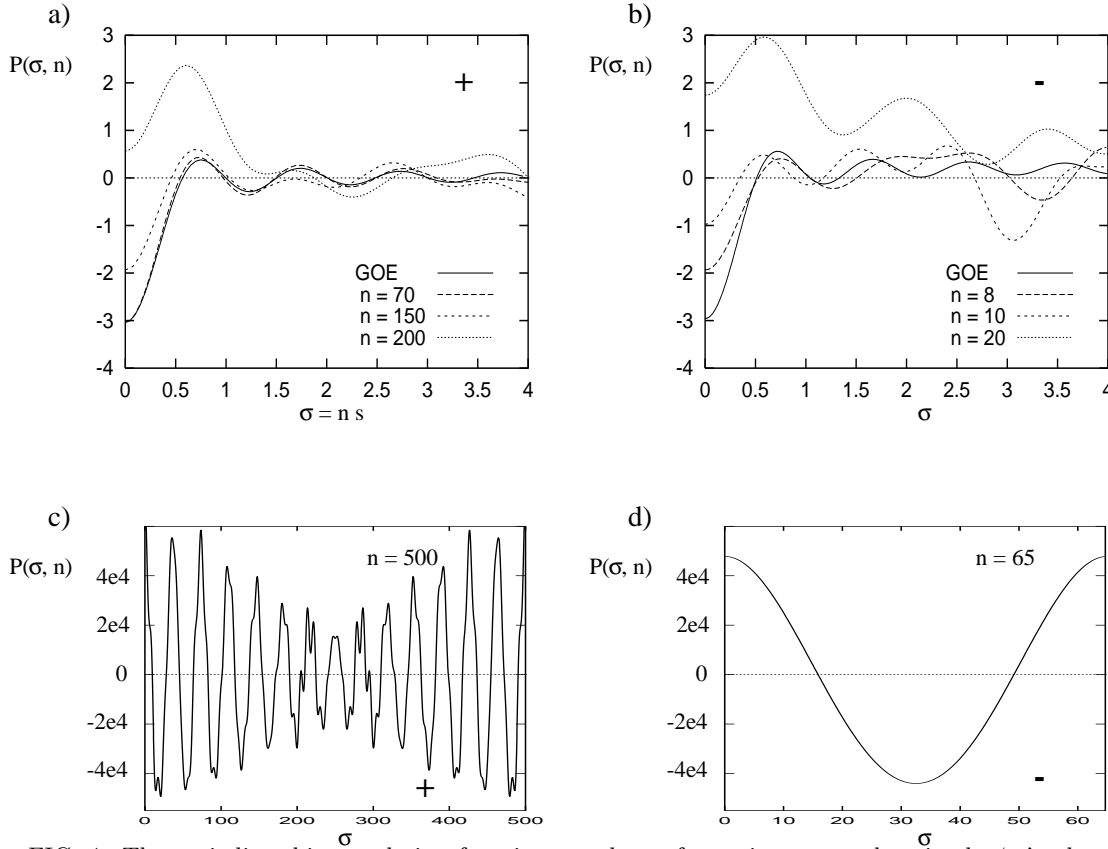 a)
3
P(σ, n)
+
2
1
0
-1
-2
-3
-4
GOE
n = 70
n = 150
n = 200
0 0.5 1 1.5 2 2.5 3 3.5 4
σ = n s
b)
3
P(σ, n)
-
2
1
0
-1
-2
-3
-4
GOE
n = 8
n = 10
n = 20
0 0.5 1 1.5 2 2.5 3 3.5 4
σ
c)
P(σ, n)
n = 500
4e4
2e4
0
-2e4
-4e4
+
0 100 200 300 400 500
σ
d)
P(σ, n)
n = 65
4e4
2e4
0
-2e4
-4e4
-
0 10 20 30 40 50 60
σ